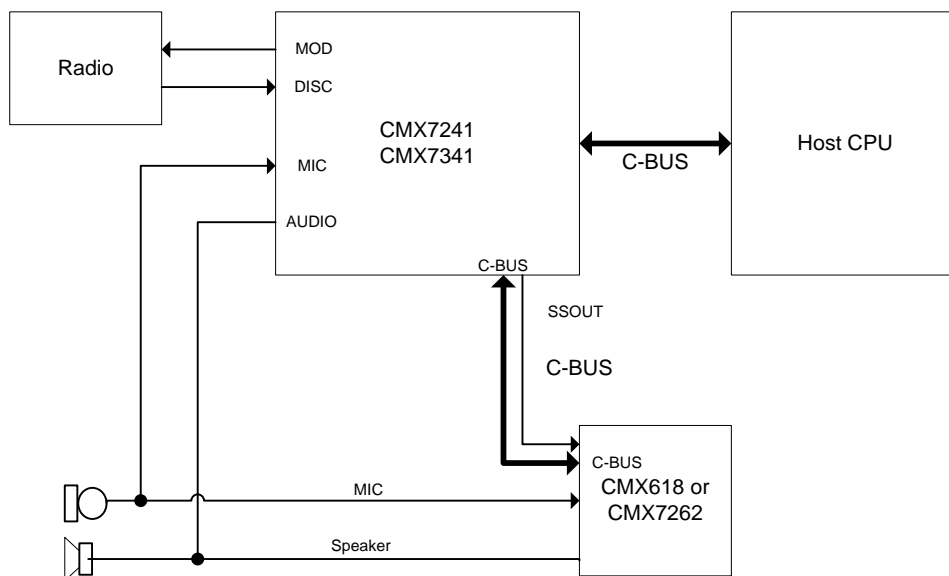 Radio
MOD
DISC
MIC
AUDIO
CMX7241
CMX7341
C-BUS
C-BUS
Host CPU
SSOUT
C-BUS
C-BUS
CMX618 or
CMX7262
MIC
Speaker